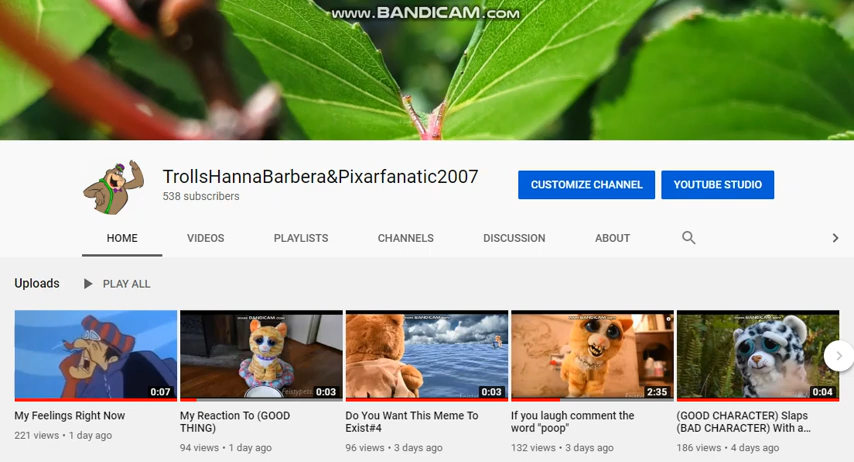 www.BANDICAM.com
TrollsHannaBarbera&Pixarfanatic2007
538 subscribers
CUSTOMIZE CHANNEL
YOUTUBE STUDIO
HOME
VIDEOS
PLAYLISTS
CHANNELS
DISCUSSION
ABOUT
Uploads
PLAY ALL
0:07
0:03
0:03
2:35
0:04
My Feelings Right Now
221 views • 1 day ago
My Reaction To (GOOD
THING)
94 views • 1 day ago
Do You Want This Meme To
Exist#4
96 views • 3 days ago
If you laugh comment the
word "poop"
132 views • 3 days ago
(GOOD CHARACTER) Slaps
(BAD CHARACTER) With a...
186 views • 4 days ago